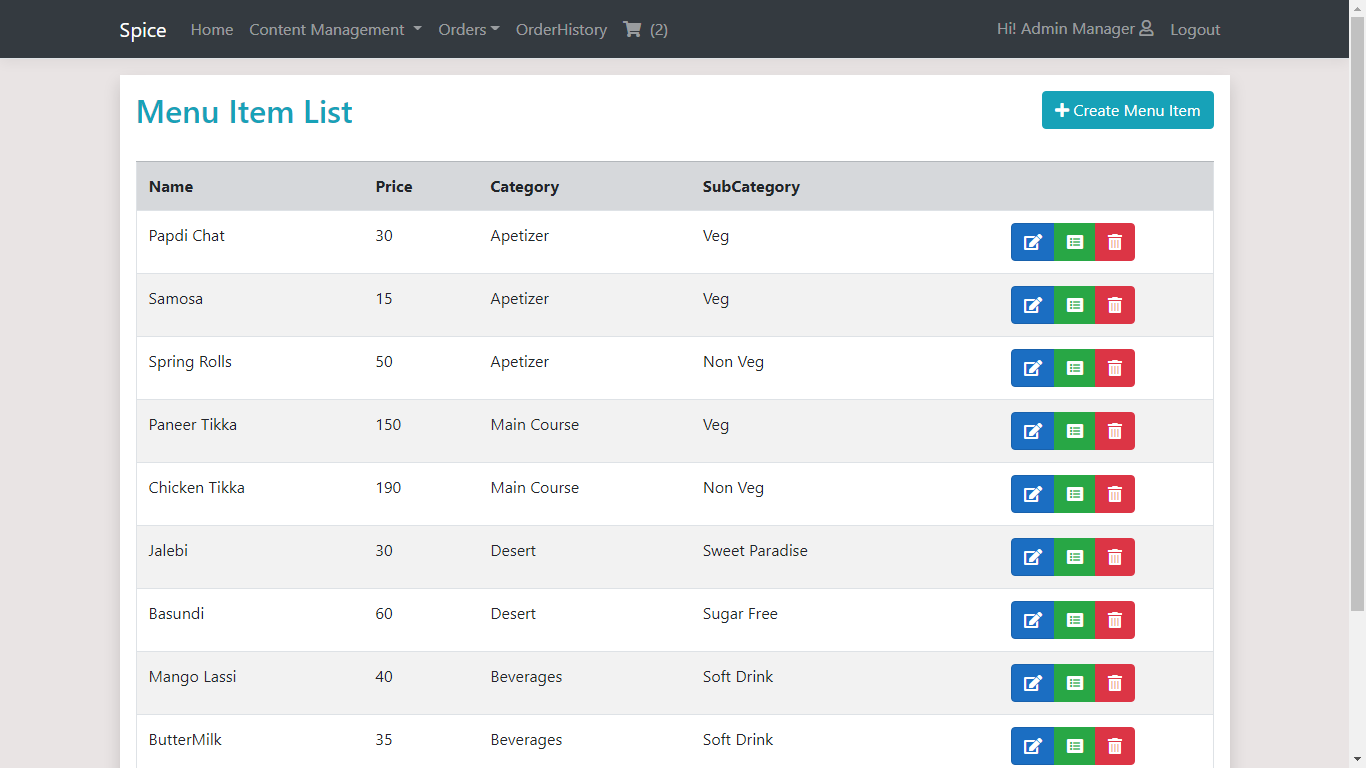 Spice Home Content Management Orders OrderHistory (2) Hi! Admin Manager Logout
Menu Item List
Create Menu Item
Name Price Category SubCategory
Papdi Chat 30 Apetizer Veg
Samosa 15 Apetizer Veg
Spring Rolls 50 Apetizer Non Veg
Paneer Tikka 150 Main Course Veg
Chicken Tikka 190 Main Course Non Veg
Jalebi 30 Desert Sweet Paradise
Basundi 60 Desert Sugar Free
Mango Lassi 40 Beverages Soft Drink
ButterMilk 35 Beverages Soft Drink